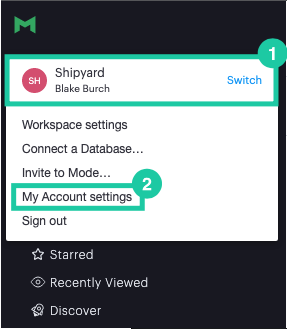 1
SH
Shipyard
Blake Burch
Switch
Workspace settings
Connect a Database...
Invite to Mode...
2
My Account settings
Sign out
Starred
Recently Viewed
Discover